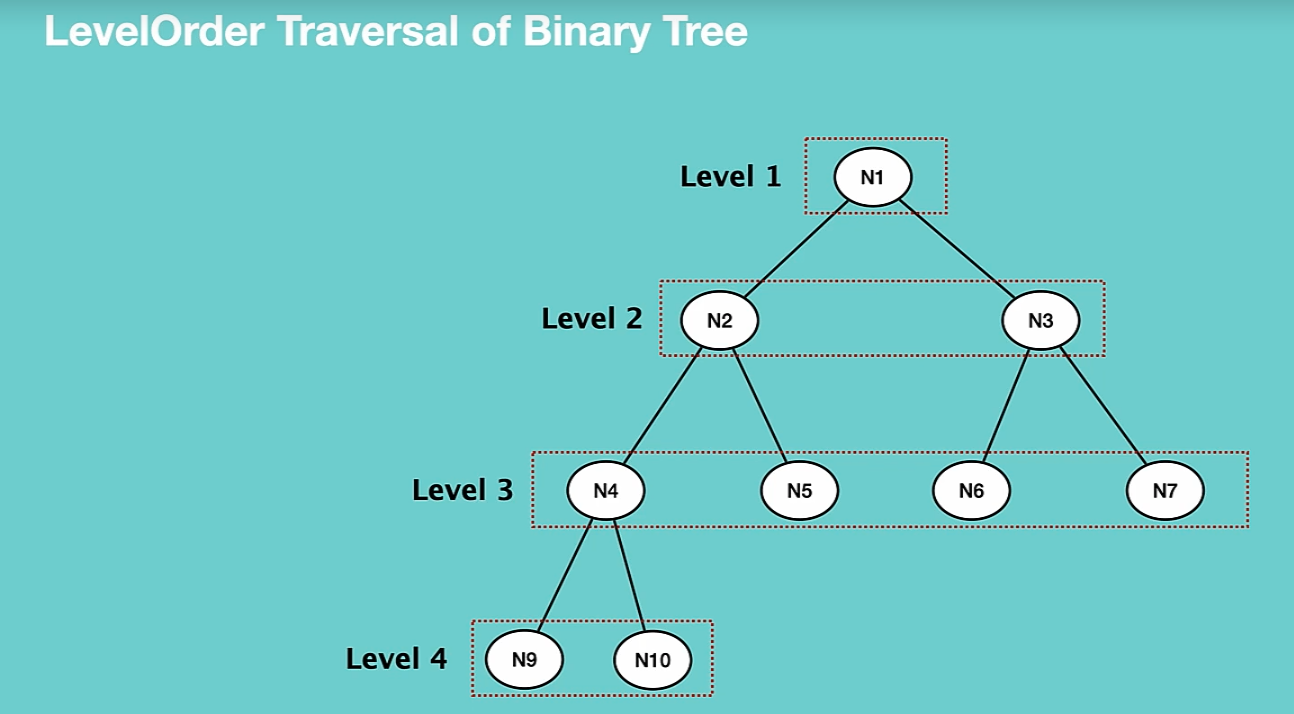 LevelOrder Traversal of Binary Tree
Level 1
N1
Level 2
N2
N3
Level 3
N4
N5
N6
N7
Level 4
N9
N10